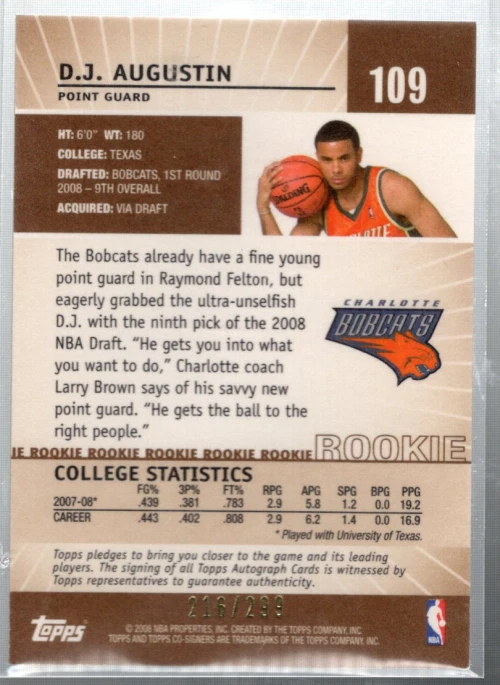 D.J. AUGUSTIN
109
POINT GUARD
HT: 6'0" WT: 180
COLLEGE: TEXAS
DRAFTED: BOBCATS, 1ST ROUND
2008 – 9TH OVERALL
ACQUIRED: VIA DRAFT
SPALDING
The Bobcats already have a fine young
point guard in Raymond Felton, but
eagerly grabbed the ultra-unselfish
D.J. with the ninth pick of the 2008
NBA Draft. "He gets you into what
you want to do," Charlotte coach
Larry Brown says of his savvy new
point guard. "He gets the ball to the
right people."
CHARLOTTE
BOBCATS
IE ROOKIE ROOKIE ROOKIE ROOKIE ROOKIE ROOKIE
COLLEGE STATISTICS
FG% 3P% FT% RPG APG SPG BPG PPG
2007-08* .439 .381 .783 2.9 5.8 1.2 0.0 19.2
CAREER .443 .402 .808 2.9 6.2 1.4 0.0 16.9
* Played with University of Texas.
Topps pledges to bring you closer to the game and its leading
players. The signing of all Topps Autograph Cards is witnessed by
Topps representatives to guarantee authenticity.
216/299
Topps
© 2008 NBA PROPERTIES, INC. CREATED BY THE TOPPS COMPANY, INC.
TOPPS AND TOPPS CO-SIGNERS ARE TRADEMARKS OF THE TOPPS COMPANY, INC.
NBA